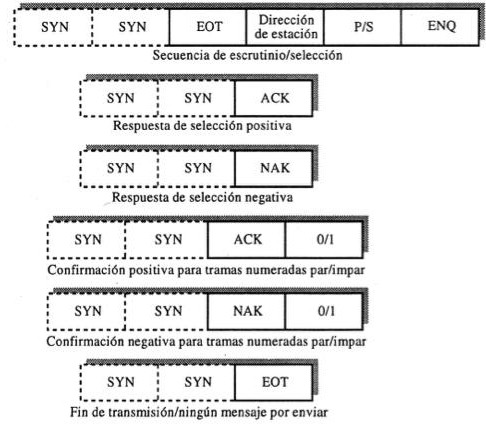 SYN SYN EOT Dirección de estación P/S ENQ
Secuencia de escrutinio/selección
SYN SYN ACK
Respuesta de selección positiva
SYN SYN NAK
Respuesta de selección negativa
SYN SYN ACK 0/1
Confirmación positiva para tramas numeradas par/impar
SYN SYN NAK 0/1
Confirmación negativa para tramas numeradas par/impar
SYN SYN EOT
Fin de transmisión/ningún mensaje por enviar